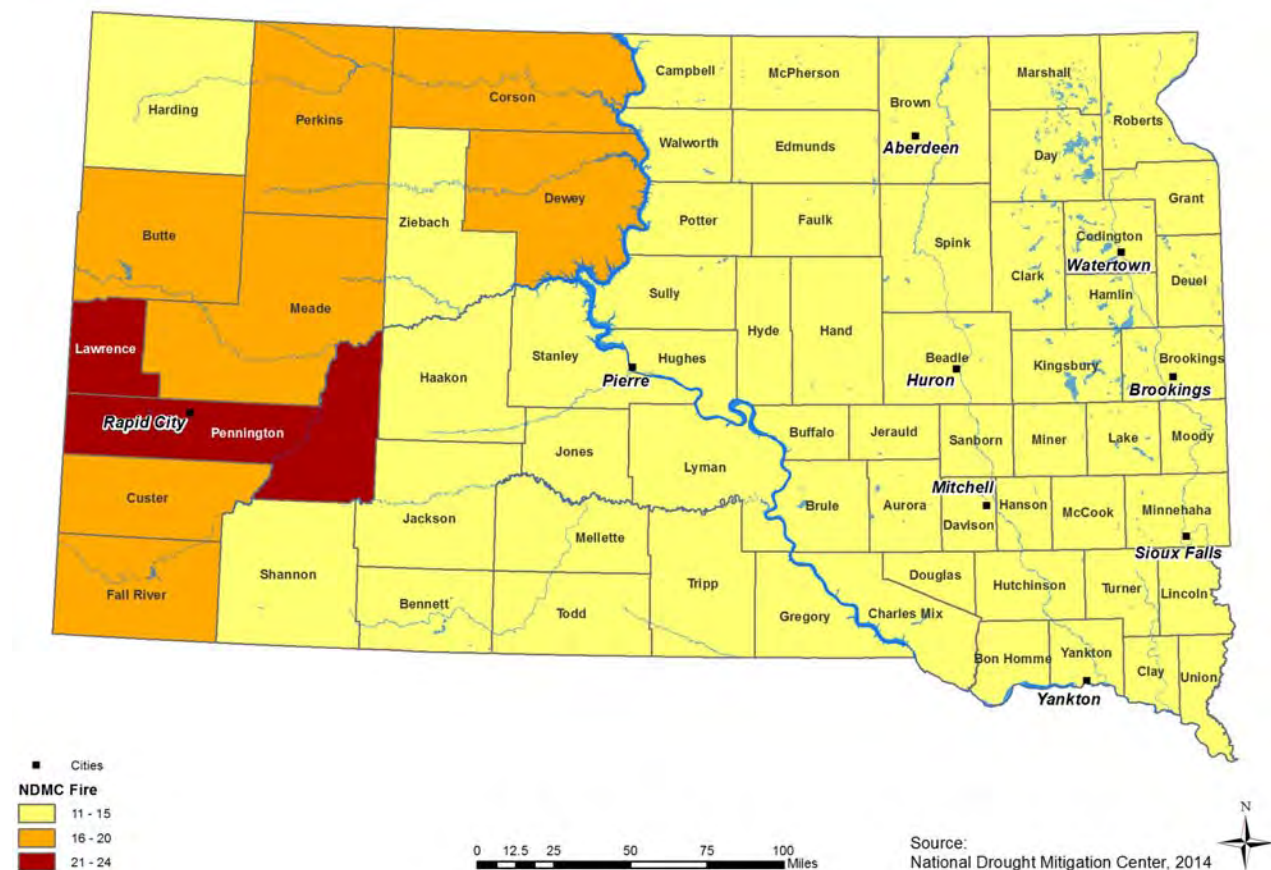 Campbell
McPherson
Brown
Marshall
Roberts
Harding
Perkins
Corson
Walworth
Edmunds
Aberdeen
Day
Dewey
Ziebach
Potter
Faulk
Spink
Grant
Butte
Codington
Watertown
Clark
Hamlin
Deuel
Meade
Sully
Hyde
Hand
Lawrence
Haakon
Stanley
Hughes
Pierre
Beadle
Huron
Kingsbury
Brookings
Brookings
Rapid City
Pennington
Buffalo
Jerauld
Sanborn
Miner
Lake
Moody
Jones
Lyman
Mitchell
Custer
Jackson
Brule
Aurora
Davison
Hanson
McCook
Minnehaha
Sioux Falls
Mellette
Shannon
Fall River
Bennett
Todd
Tripp
Gregory
Douglas
Charles Mix
Hutchinson
Turner
Lincoln
Bon Homme
Yankton
Clay
Union
Yankton
Cities
NDMC Fire
11 - 15
16 - 20
21 - 24
0 12.5 25 50 75 100
Miles
Source:
National Drought Mitigation Center, 2014
N